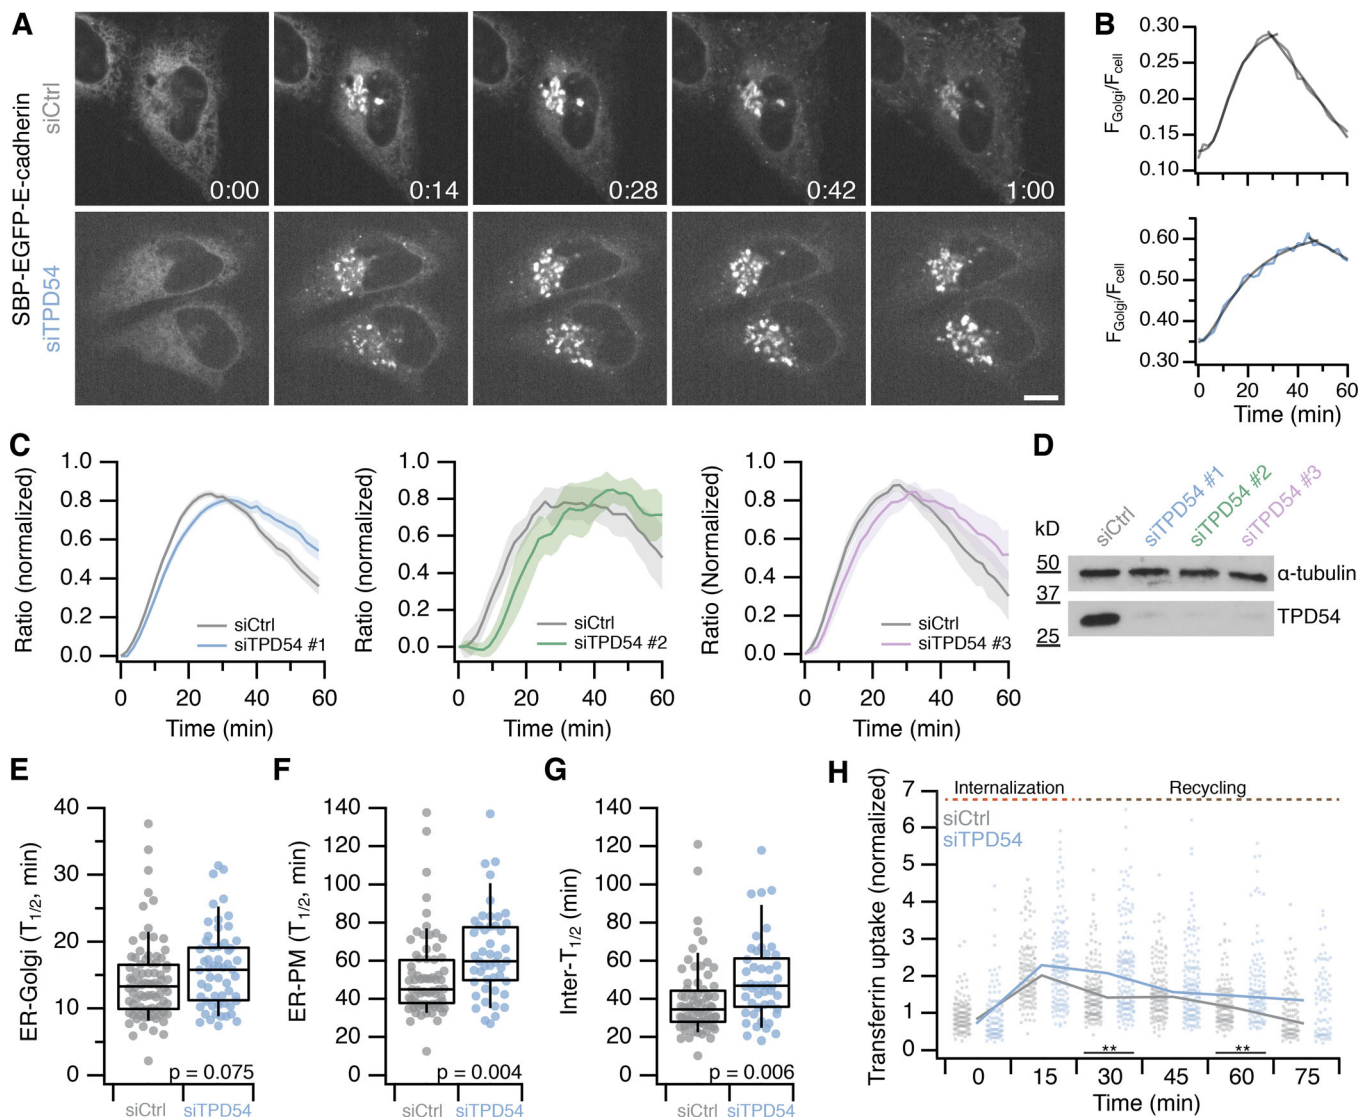 A
SBP-EGFP-E-cadherin
siCtrl
siTPD54
0:00
0:14
0:28
0:42
1:00
B
F_Golgi/F_cell
0.30
0.25
0.20
0.15
0.10
F_Golgi/F_cell
0.60
0.50
0.40
0.30
0 20 40 60
Time (min)
C
Ratio (normalized)
1.0
0.8
0.6
0.4
0.2
0.0
siCtrl
siTPD54 #1
0 20 40 60
Time (min)
Ratio (normalized)
1.0
0.8
0.6
0.4
0.2
0.0
siCtrl
siTPD54 #2
0 20 40 60
Time (min)
Ratio (Normalized)
1.0
0.8
0.6
0.4
0.2
0.0
siCtrl
siTPD54 #3
0 20 40 60
Time (min)
D
kD
siCtrl
siTPD54 #1
siTPD54 #2
siTPD54 #3
50
37
25
α-tubulin
TPD54
E
ER-Golgi (T1/2, min)
40
30
20
10
0
p = 0.075
siCtrl siTPD54
F
ER-PM (T1/2, min)
140
120
100
80
60
40
20
0
p = 0.004
siCtrl siTPD54
G
Inter-T1/2 (min)
140
120
100
80
60
40
20
0
p = 0.006
siCtrl siTPD54
H
Transferrin uptake (normalized)
7
6
5
4
3
2
1
0
Internalization Recycling
siCtrl
siTPD54
** **
0 15 30 45 60 75
Time (min)